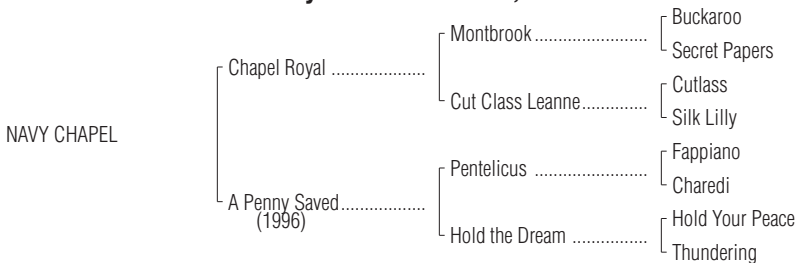 Buckaroo
Montbrook ..........................
Secret Papers
Chapel Royal .....................
Cutlass
Cut Class Leanne...............
Silk Lilly
NAVY CHAPEL
Fappiano
Pentelicus ..........................
Charedi
A Penny Saved...................
(1996)
Hold Your Peace
Hold the Dream .................
Thundering